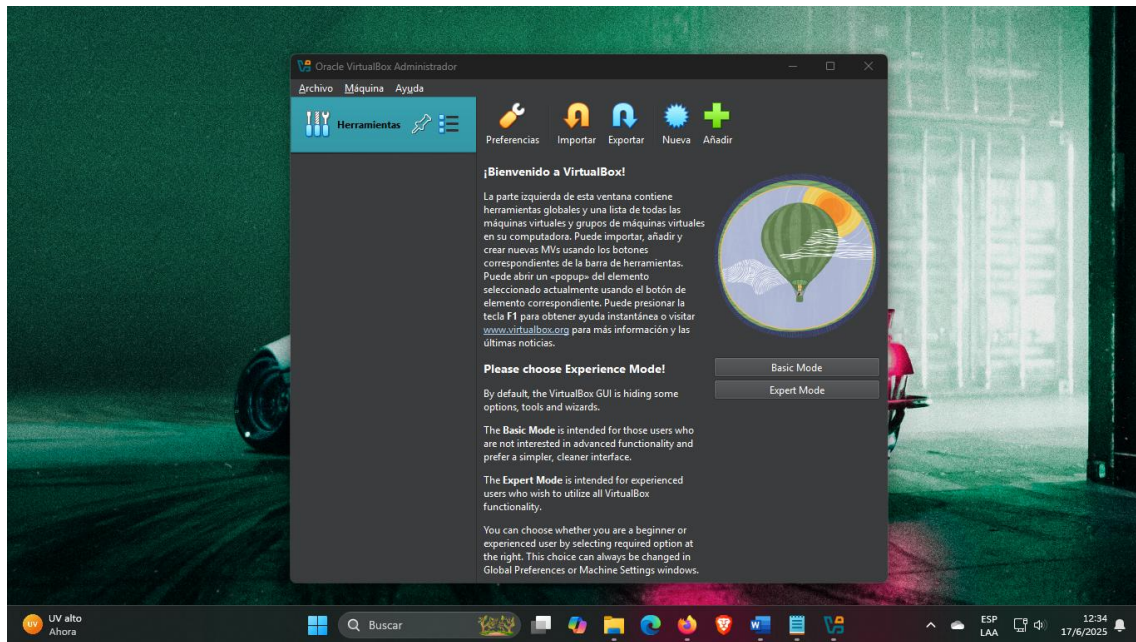 Oracle VirtualBox Administrador
Archivo Máquina Ayuda
Herramientas
Preferencias Importar Exportar Nueva Añadir
¡Bienvenido a VirtualBox!
La parte izquierda de esta ventana contiene
herramientas globales y una lista de todas las
máquinas virtuales y grupos de máquinas virtuales
en su computadora. Puede importar, añadir y
crear nuevas MVs usando los botones
correspondientes de la barra de herramientas.
Puede abrir un «popup» del elemento
seleccionado actualmente usando el botón de
elemento correspondiente. Puede presionar la
tecla F1 para obtener ayuda instantánea o visitar
www.virtualbox.org para más información y las
últimas noticias.
Please choose Experience Mode!
By default, the VirtualBox GUI is hiding some
options, tools and wizards.
The Basic Mode is intended for those users who
are not interested in advanced functionality and
prefer a simpler, cleaner interface.
The Expert Mode is intended for experienced
users who wish to utilize all VirtualBox
functionality.
You can choose whether you are a beginner or
experienced user by selecting required option at
the right. This choice can always be changed in
Global Preferences or Machine Settings windows.
Basic Mode
Expert Mode
UV
UV alto
Ahora
Buscar
ESP
LAA
12:34
17/6/2025